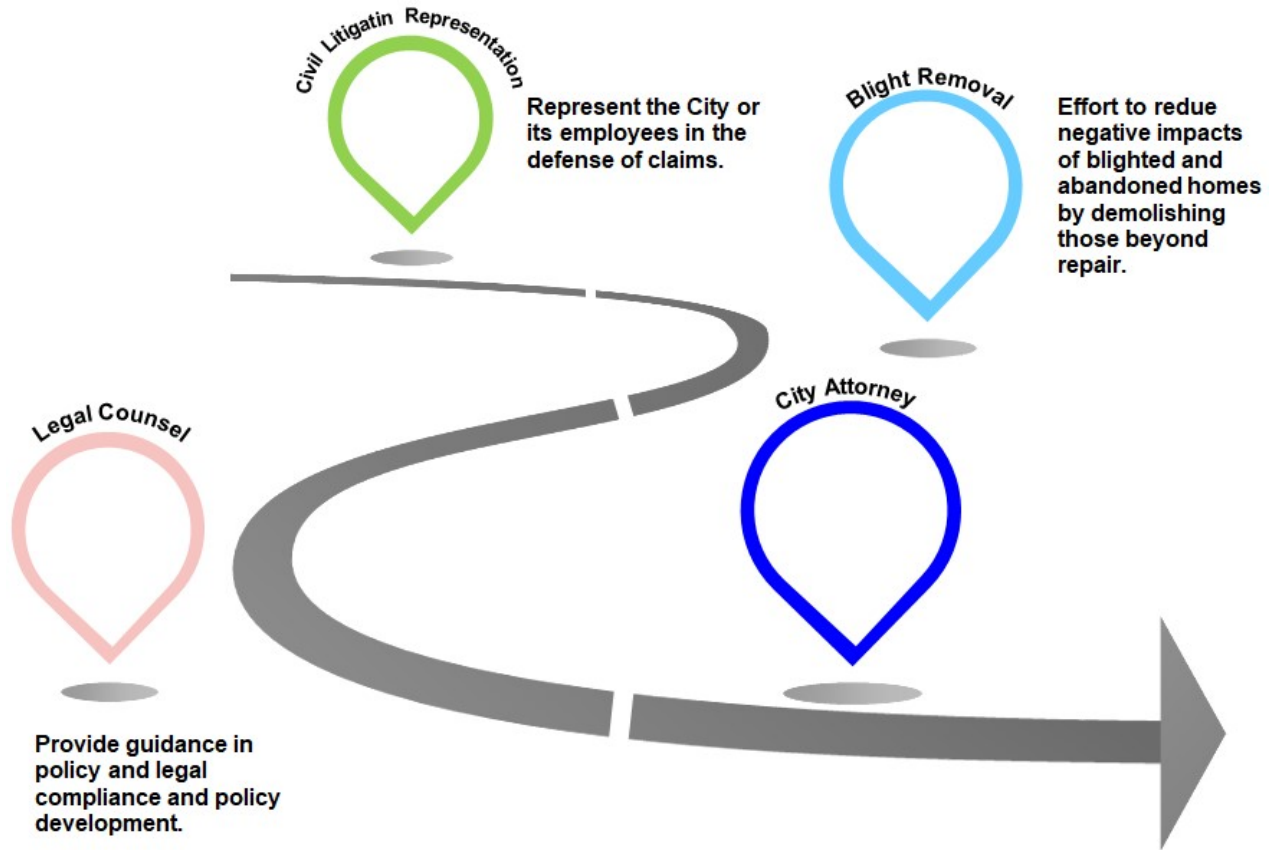 Civil Litigatin Representation
Represent the City or
its employees in the
defense of claims.
Blight Removal
Effort to redue
negative impacts
of blighted and
abandoned homes
by demolishing
those beyond
repair.
Legal Counsel
Provide guidance in
policy and legal
compliance and policy
development.
City Attorney